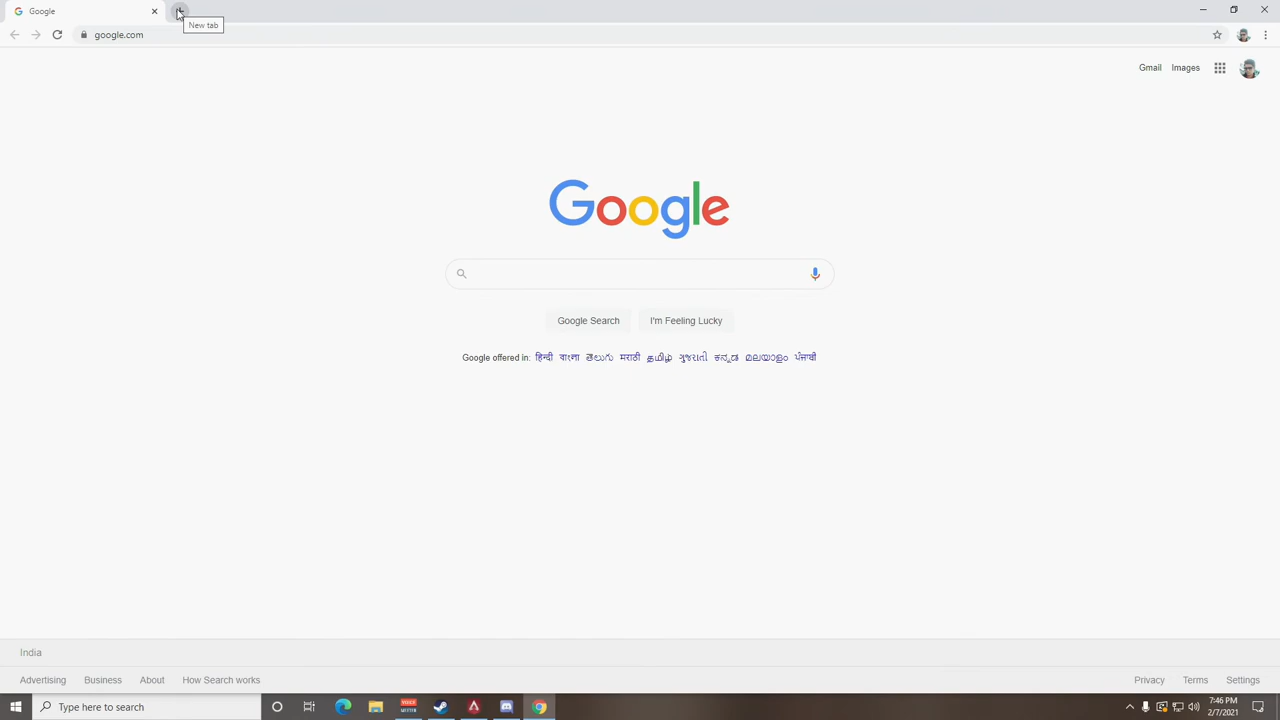 Google
New tab
google.com
Gmail Images
Google
Google Search I'm Feeling Lucky
Google offered in: हिन्दी বাংলা తెలుగు मराठी தமிழ் ગુજરાતી ಕನ್ನಡ മലയാളം ਪੰਜਾਬੀ
India
Advertising Business About How Search works Privacy Terms Settings
Type here to search 7:46 PM
2/7/2021